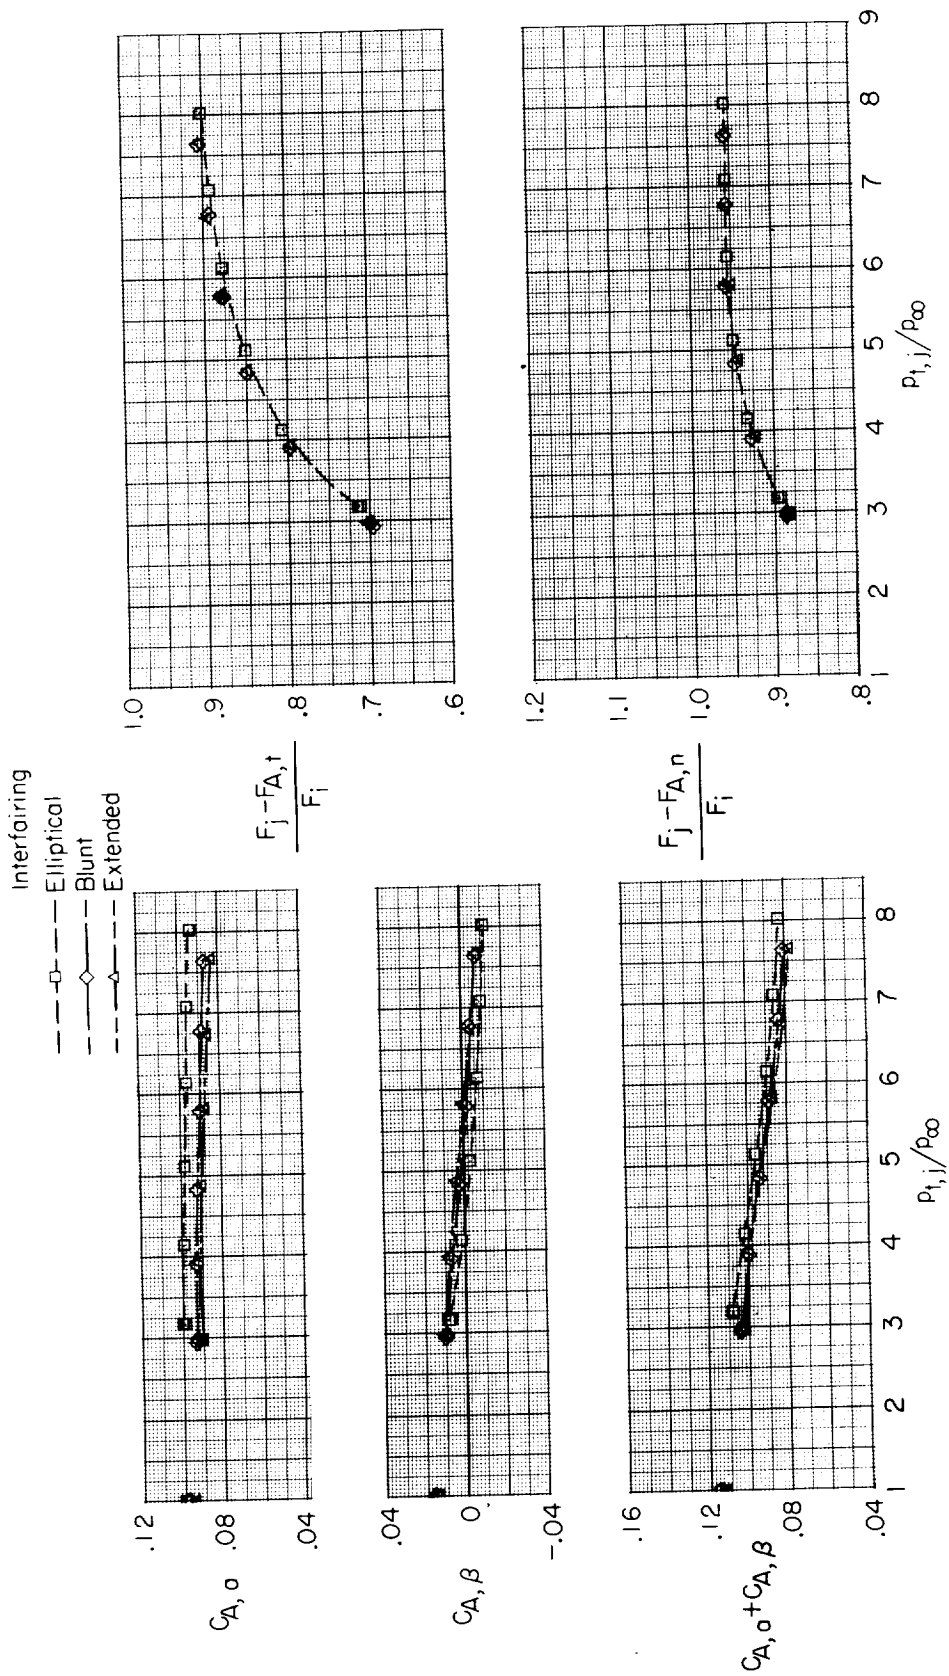 Interfairing
Elliptical
Blunt
Extended
.12
.08
.04
C_A,a
.04
0
-.04
C_A,β
.16
.12
.08
.04
C_A,a + C_A,β
1 2 3 4 5 6 7 8
p_t,j/p_∞
1.0
.9
.8
.7
.6
F_j - F_A,t
F_i
1.2
1.1
1.0
.9
.8
F_j - F_A,n
F_i
1 2 3 4 5 6 7 8 9
p_t,j/p_∞